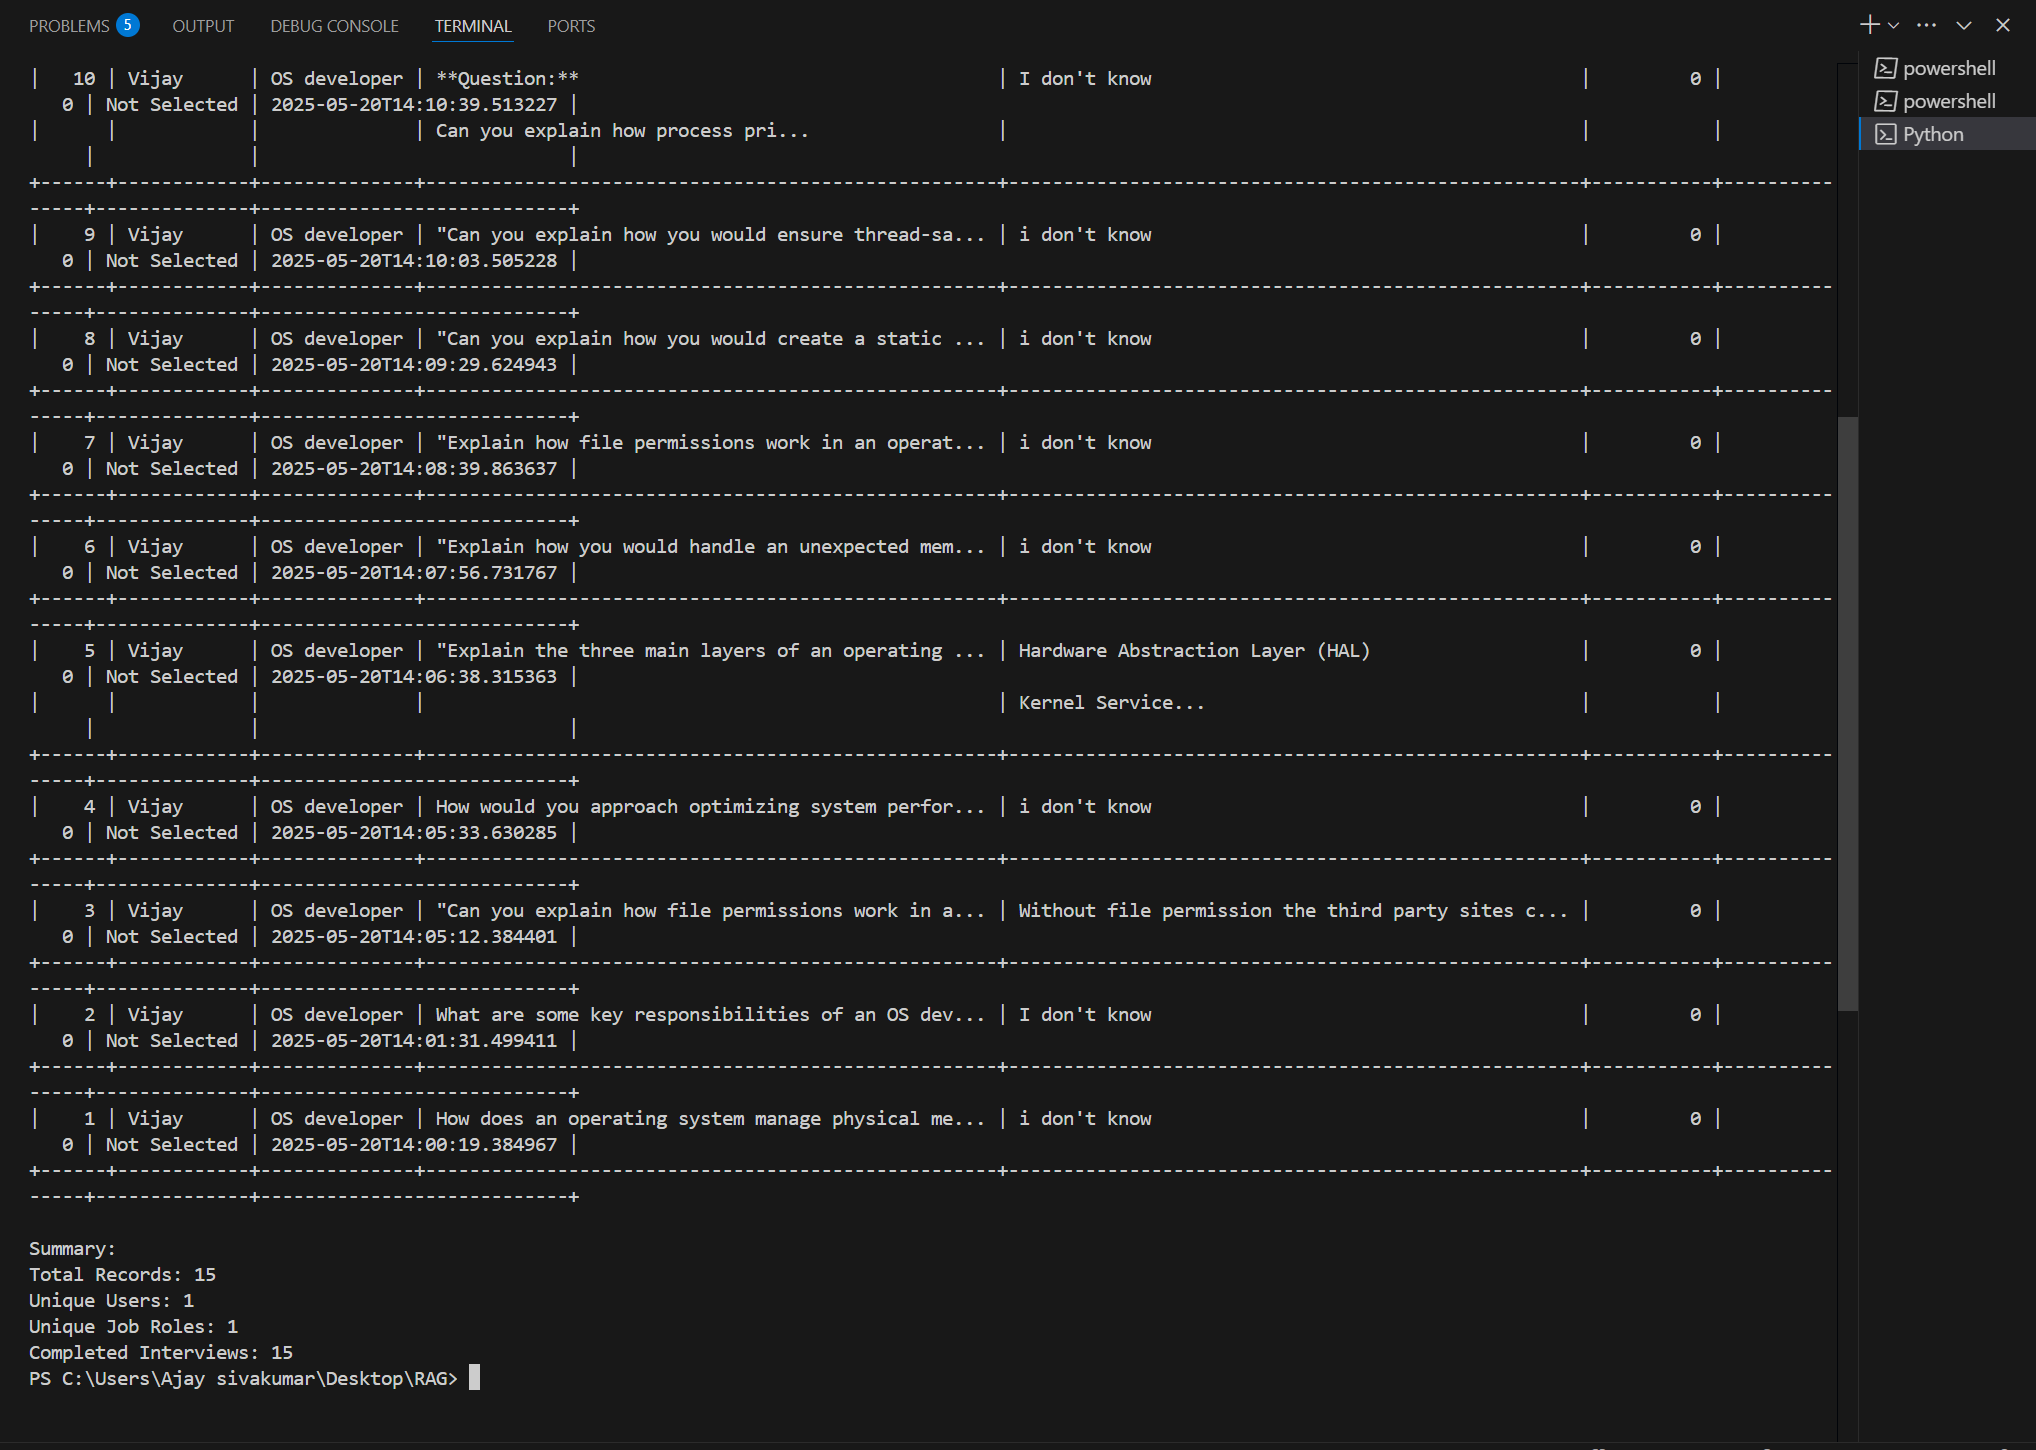 PROBLEMS 5 OUTPUT DEBUG CONSOLE TERMINAL PORTS
powershell
powershell
Python
| 10 | Vijay | OS developer | **Question:** | I don't know | 0 |
0 | Not Selected | 2025-05-20T14:10:39.513227 |
| | | | Can you explain how process pri... | | |
| | |
+------+------------+--------------+----------------------------------------------------+----------------------------------------------------+-----------+----------
-----+--------------+----------------------------+
| 9 | Vijay | OS developer | "Can you explain how you would ensure thread-sa... | i don't know | 0 |
0 | Not Selected | 2025-05-20T14:10:03.505228 |
+------+------------+--------------+----------------------------------------------------+----------------------------------------------------+-----------+----------
-----+--------------+----------------------------+
| 8 | Vijay | OS developer | "Can you explain how you would create a static ... | i don't know | 0 |
0 | Not Selected | 2025-05-20T14:09:29.624943 |
+------+------------+--------------+----------------------------------------------------+----------------------------------------------------+-----------+----------
-----+--------------+----------------------------+
| 7 | Vijay | OS developer | "Explain how file permissions work in an operat... | i don't know | 0 |
0 | Not Selected | 2025-05-20T14:08:39.863637 |
+------+------------+--------------+----------------------------------------------------+----------------------------------------------------+-----------+----------
-----+--------------+----------------------------+
| 6 | Vijay | OS developer | "Explain how you would handle an unexpected mem... | i don't know | 0 |
0 | Not Selected | 2025-05-20T14:07:56.731767 |
+------+------------+--------------+----------------------------------------------------+----------------------------------------------------+-----------+----------
-----+--------------+----------------------------+
| 5 | Vijay | OS developer | "Explain the three main layers of an operating ... | Hardware Abstraction Layer (HAL) | 0 |
0 | Not Selected | 2025-05-20T14:06:38.315363 |
| | | | | Kernel Service... | |
| | |
+------+------------+--------------+----------------------------------------------------+----------------------------------------------------+-----------+----------
-----+--------------+----------------------------+
| 4 | Vijay | OS developer | How would you approach optimizing system perfor... | i don't know | 0 |
0 | Not Selected | 2025-05-20T14:05:33.630285 |
+------+------------+--------------+----------------------------------------------------+----------------------------------------------------+-----------+----------
-----+--------------+----------------------------+
| 3 | Vijay | OS developer | "Can you explain how file permissions work in a... | Without file permission the third party sites c... | 0 |
0 | Not Selected | 2025-05-20T14:05:12.384401 |
+------+------------+--------------+----------------------------------------------------+----------------------------------------------------+-----------+----------
-----+--------------+----------------------------+
| 2 | Vijay | OS developer | What are some key responsibilities of an OS dev... | I don't know | 0 |
0 | Not Selected | 2025-05-20T14:01:31.499411 |
+------+------------+--------------+----------------------------------------------------+----------------------------------------------------+-----------+----------
-----+--------------+----------------------------+
| 1 | Vijay | OS developer | How does an operating system manage physical me... | i don't know | 0 |
0 | Not Selected | 2025-05-20T14:00:19.384967 |
+------+------------+--------------+----------------------------------------------------+----------------------------------------------------+-----------+----------
-----+--------------+----------------------------+
Summary:
Total Records: 15
Unique Users: 1
Unique Job Roles: 1
Completed Interviews: 15
PS C:\Users\Ajay sivakumar\Desktop\RAG>